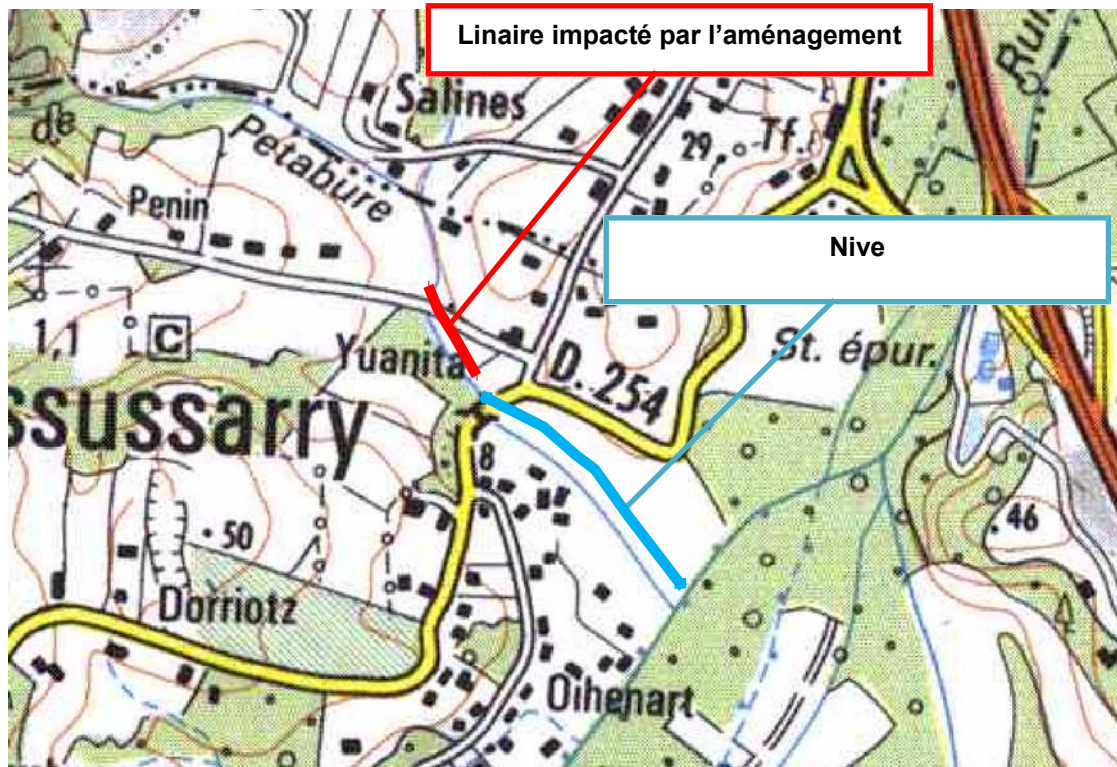 Linaire impacté par l'aménagement
Salines
de
Petabure
29
Tf.
Penin
Nive
1,1
C
Yuanita
D. 254
St. épur.
ssussarry
8
50
46
Dorriotz
Oihenart